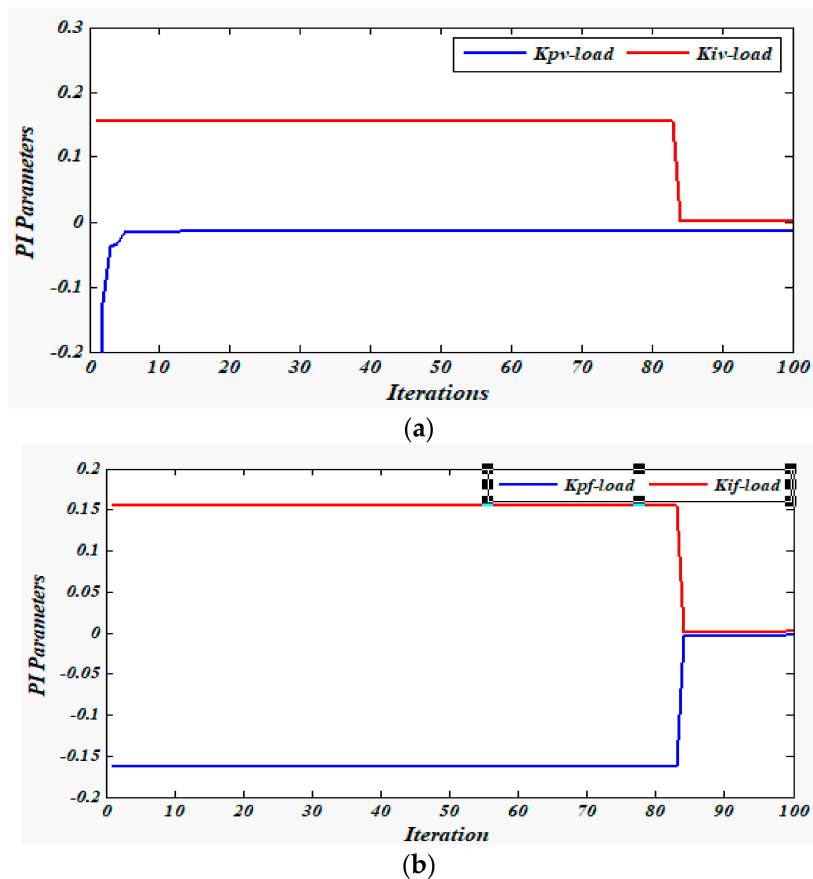 0.3
Kpv-load Kiv-load
0.2
0.1
0
-0.1
-0.2
PI Parameters
0 10 20 30 40 50 60 70 80 90 100
Iterations
(a)
0.2
Kpf-load Kif-load
0.15
0.1
0.05
0
-0.05
-0.1
-0.15
-0.2
PI Parameters
0 10 20 30 40 50 60 70 80 90 100
Iteration
(b)